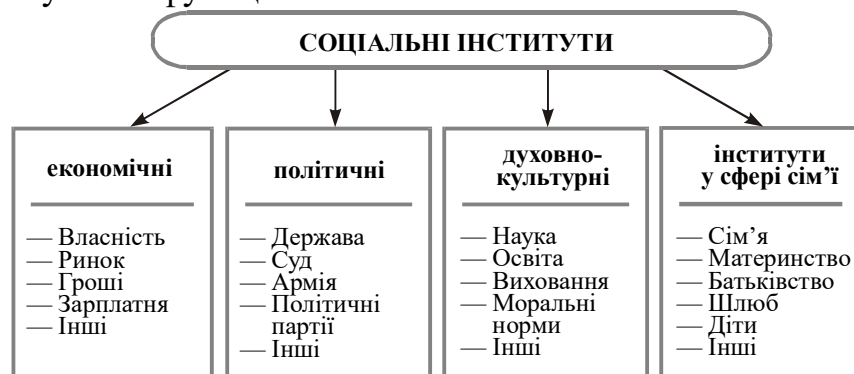 СОЦІАЛЬНІ ІНСТИТУТИ
економічні
— Власність
— Ринок
— Гроші
— Зарплатня
— Інші
політичні
— Держава
— Суд
— Армія
— Політичні
партії
— Інші
духовно-
культурні
— Наука
— Освіта
— Виховання
— Моральні
норми
— Інші
інститути
у сфері сім’ї
— Сім’я
— Материнство
— Батьківство
— Шлюб
— Діти
— Інші